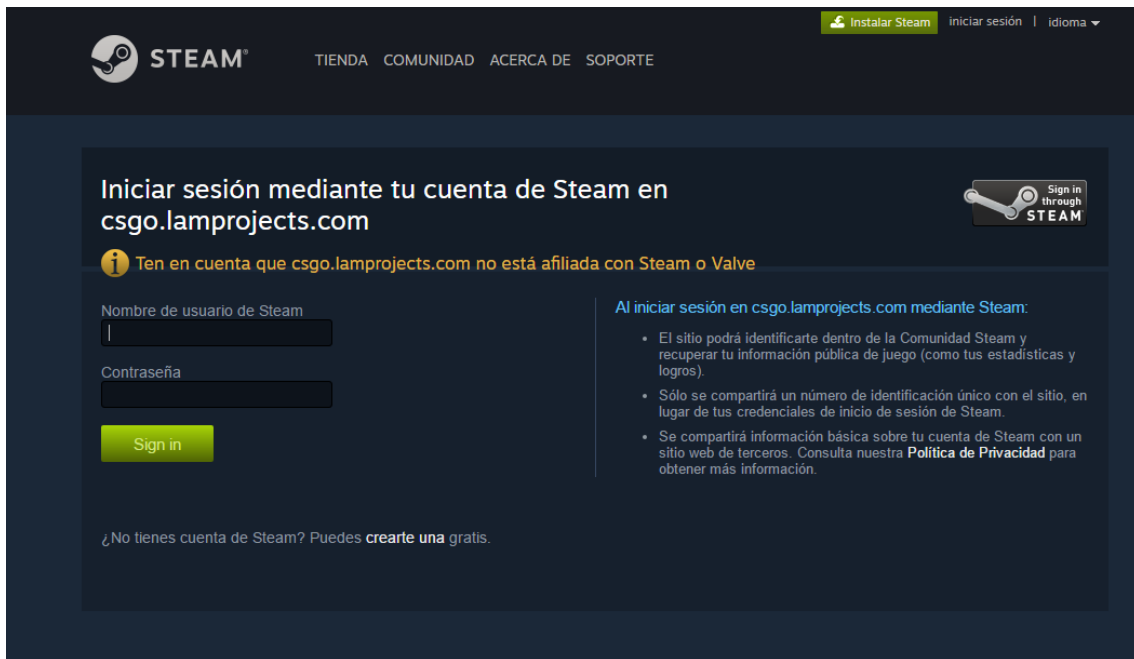 Instalar Steam iniciar sesión | idioma
STEAM®
TIENDA COMUNIDAD ACERCA DE SOPORTE
Iniciar sesión mediante tu cuenta de Steam en
csgo.lamprojects.com
Sign in
through
STEAM
Ten en cuenta que csgo.lamprojects.com no está afiliada con Steam o Valve
Nombre de usuario de Steam
Contraseña
Sign in
¿No tienes cuenta de Steam? Puedes crearte una gratis.
Al iniciar sesión en csgo.lamprojects.com mediante Steam:
• El sitio podrá identificarte dentro de la Comunidad Steam y
recuperar tu información pública de juego (como tus estadísticas y
logros).
• Sólo se compartirá un número de identificación único con el sitio, en
lugar de tus credenciales de inicio de sesión de Steam.
• Se compartirá información básica sobre tu cuenta de Steam con un
sitio web de terceros. Consulta nuestra Política de Privacidad para
obtener más información.